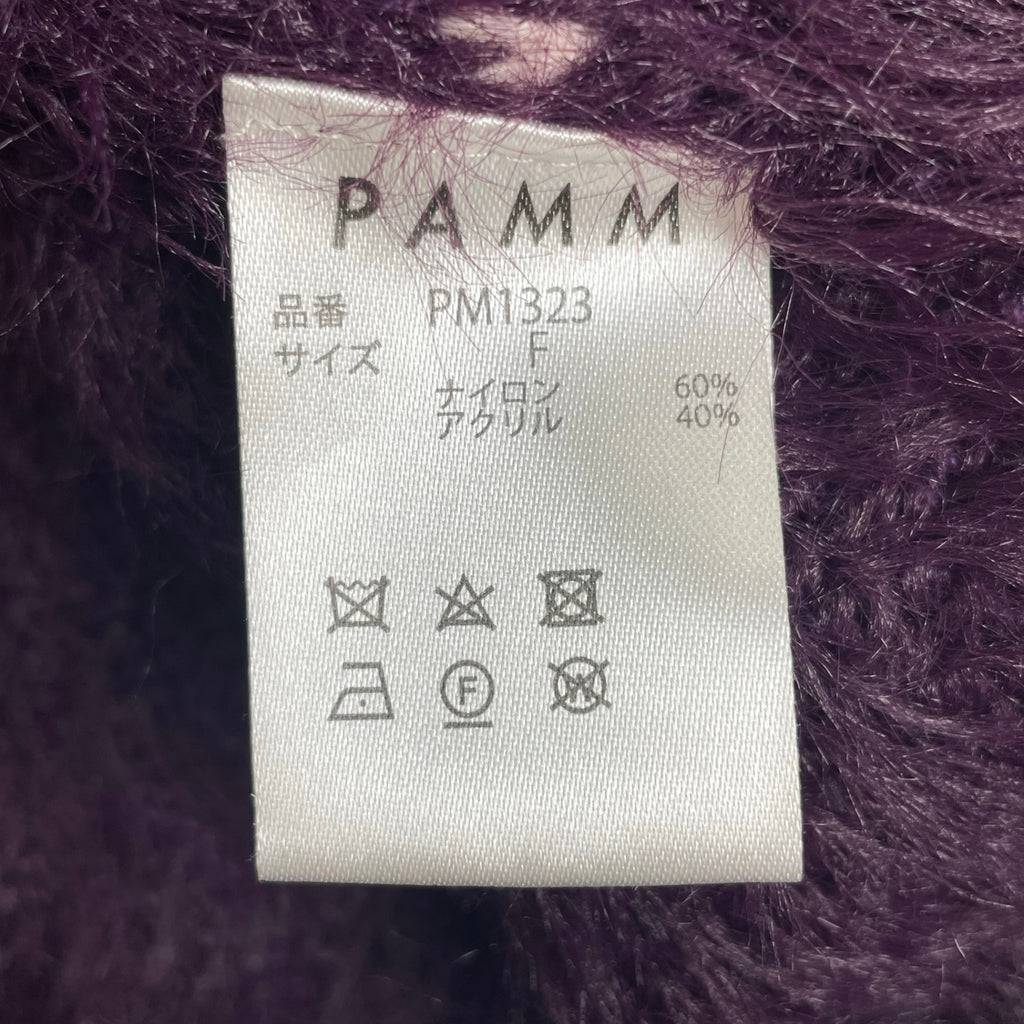 PAMM
品番 PM1323
サイズ F
ナイロン 60%
アクリル 40%
F
W